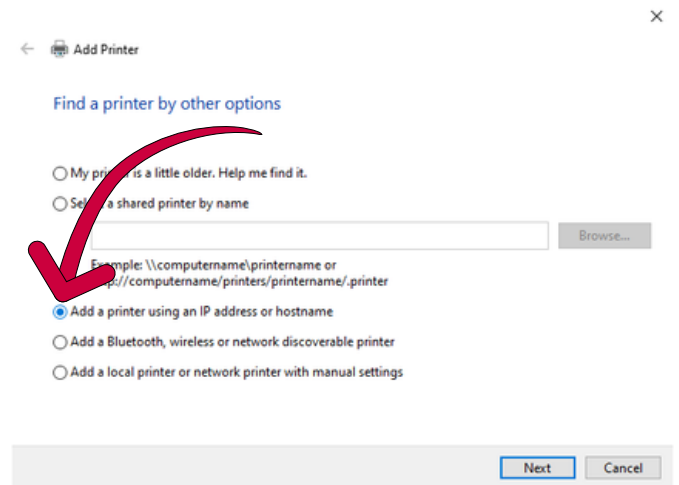 Add Printer
Find a printer by other options
My printer is a little older. Help me find it.
Select a shared printer by name
Browse...
Example: \\computername\printername or
://computername/printers/printername/.printer
Add a printer using an IP address or hostname
Add a Bluetooth, wireless or network discoverable printer
Add a local printer or network printer with manual settings
Next
Cancel